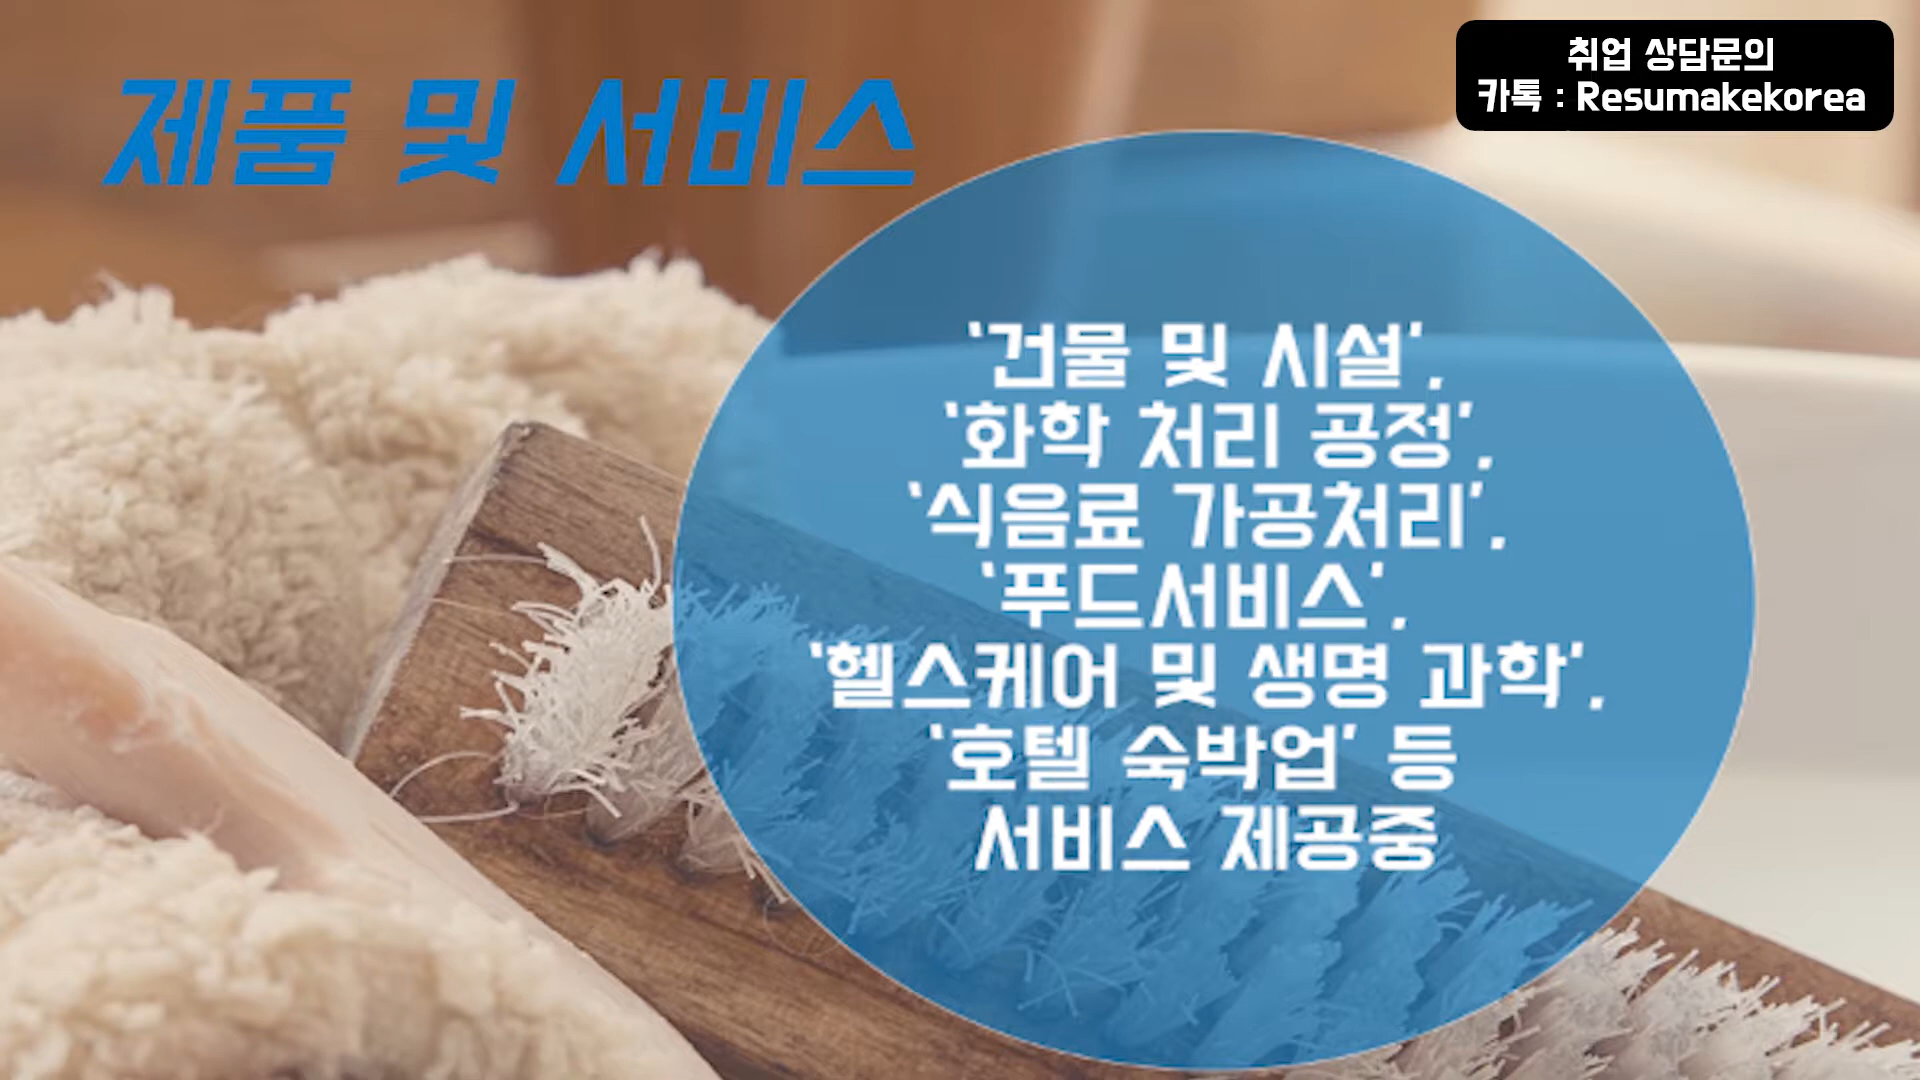 제품 및 서비스
취업 상담문의
카톡 : Resumakekorea
‘건물 및 시설’,
‘화학 처리 공정’,
‘식음료 가공처리’,
‘푸드서비스’,
‘헬스케어 및 생명 과학’,
‘호텔 숙박업’ 등
서비스 제공중